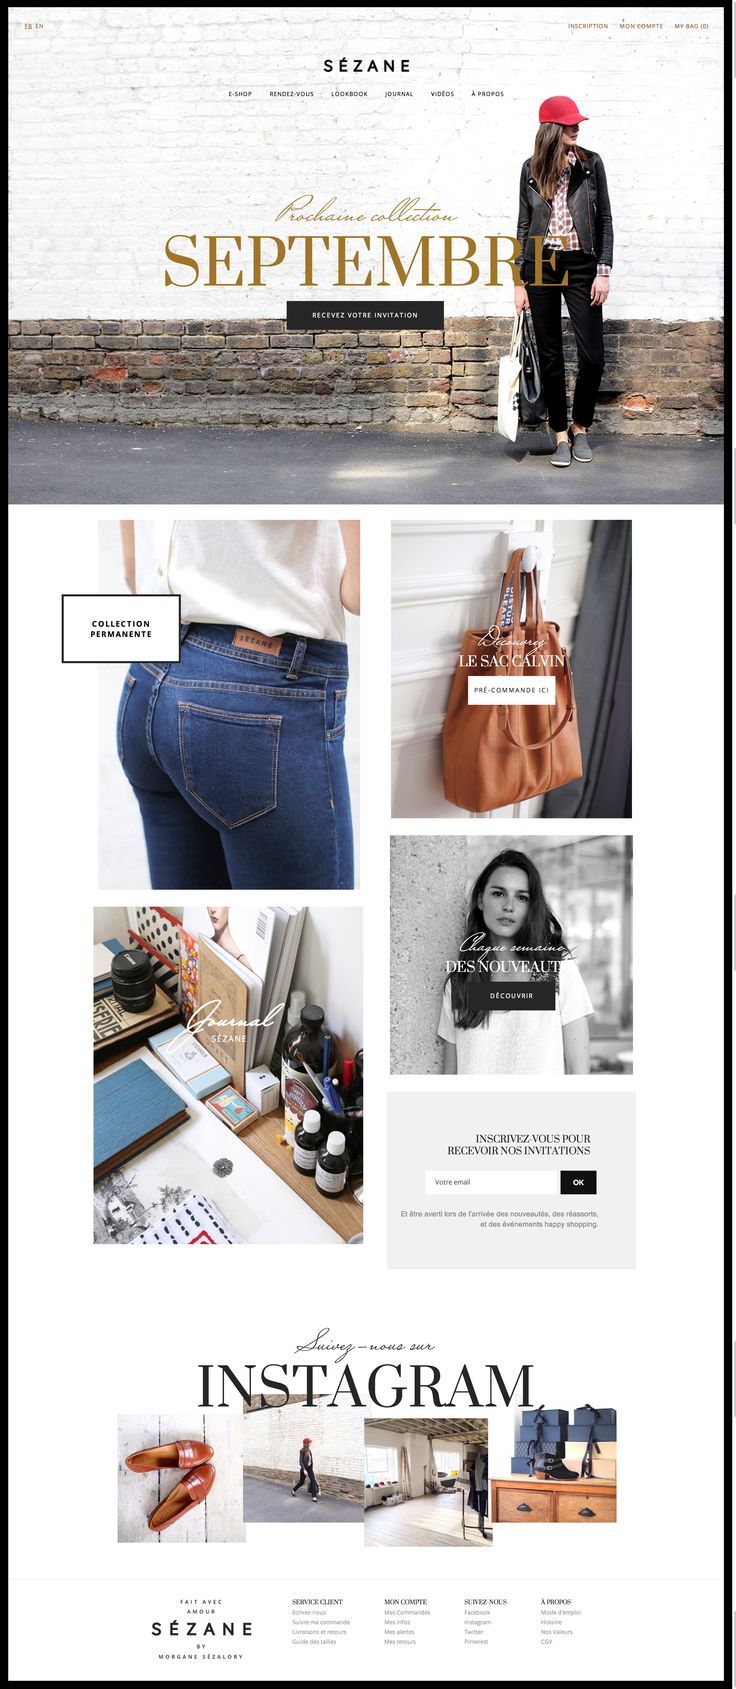 FR EN
INSCRIPTION MON COMPTE MY BAG (0)
SÉZANE
E-SHOP RENDEZ-VOUS LOOKBOOK JOURNAL VIDÉOS À PROPOS
Prochaine collection
SEPTEMBRE
RECEVEZ VOTRE INVITATION
COLLECTION
PERMANENTE
SÉZANE
Découvrez
LE SAC CALVIN
PRÉ-COMMANDE ICI
Chaque semaine
DES NOUVEAUT
DÉCOUVRIR
Canon
Journal
SÉZANE
INSCRIVEZ-VOUS POUR
RECEVOIR NOS INVITATIONS
Votre email OK
Et être averti lors de l'arrivée des nouveautés, des réassorts,
et des événements happy shopping.
Suivez-nous sur
INSTAGRAM
FAIT AVEC
AMOUR
SÉZANE
BY
MORGANE SÉZALORY
SERVICE CLIENT
Ecrivez-nous
Suivre ma commande
Livraisons et retours
Guide des tailles
MON COMPTE
Mes Commandes
Mes infos
Mes alertes
Mes retours
SUIVEZ-NOUS
Facebook
Instagram
Twitter
Pinterest
À PROPOS
Mode d'emploi
Histoire
Nos Valeurs
CGV